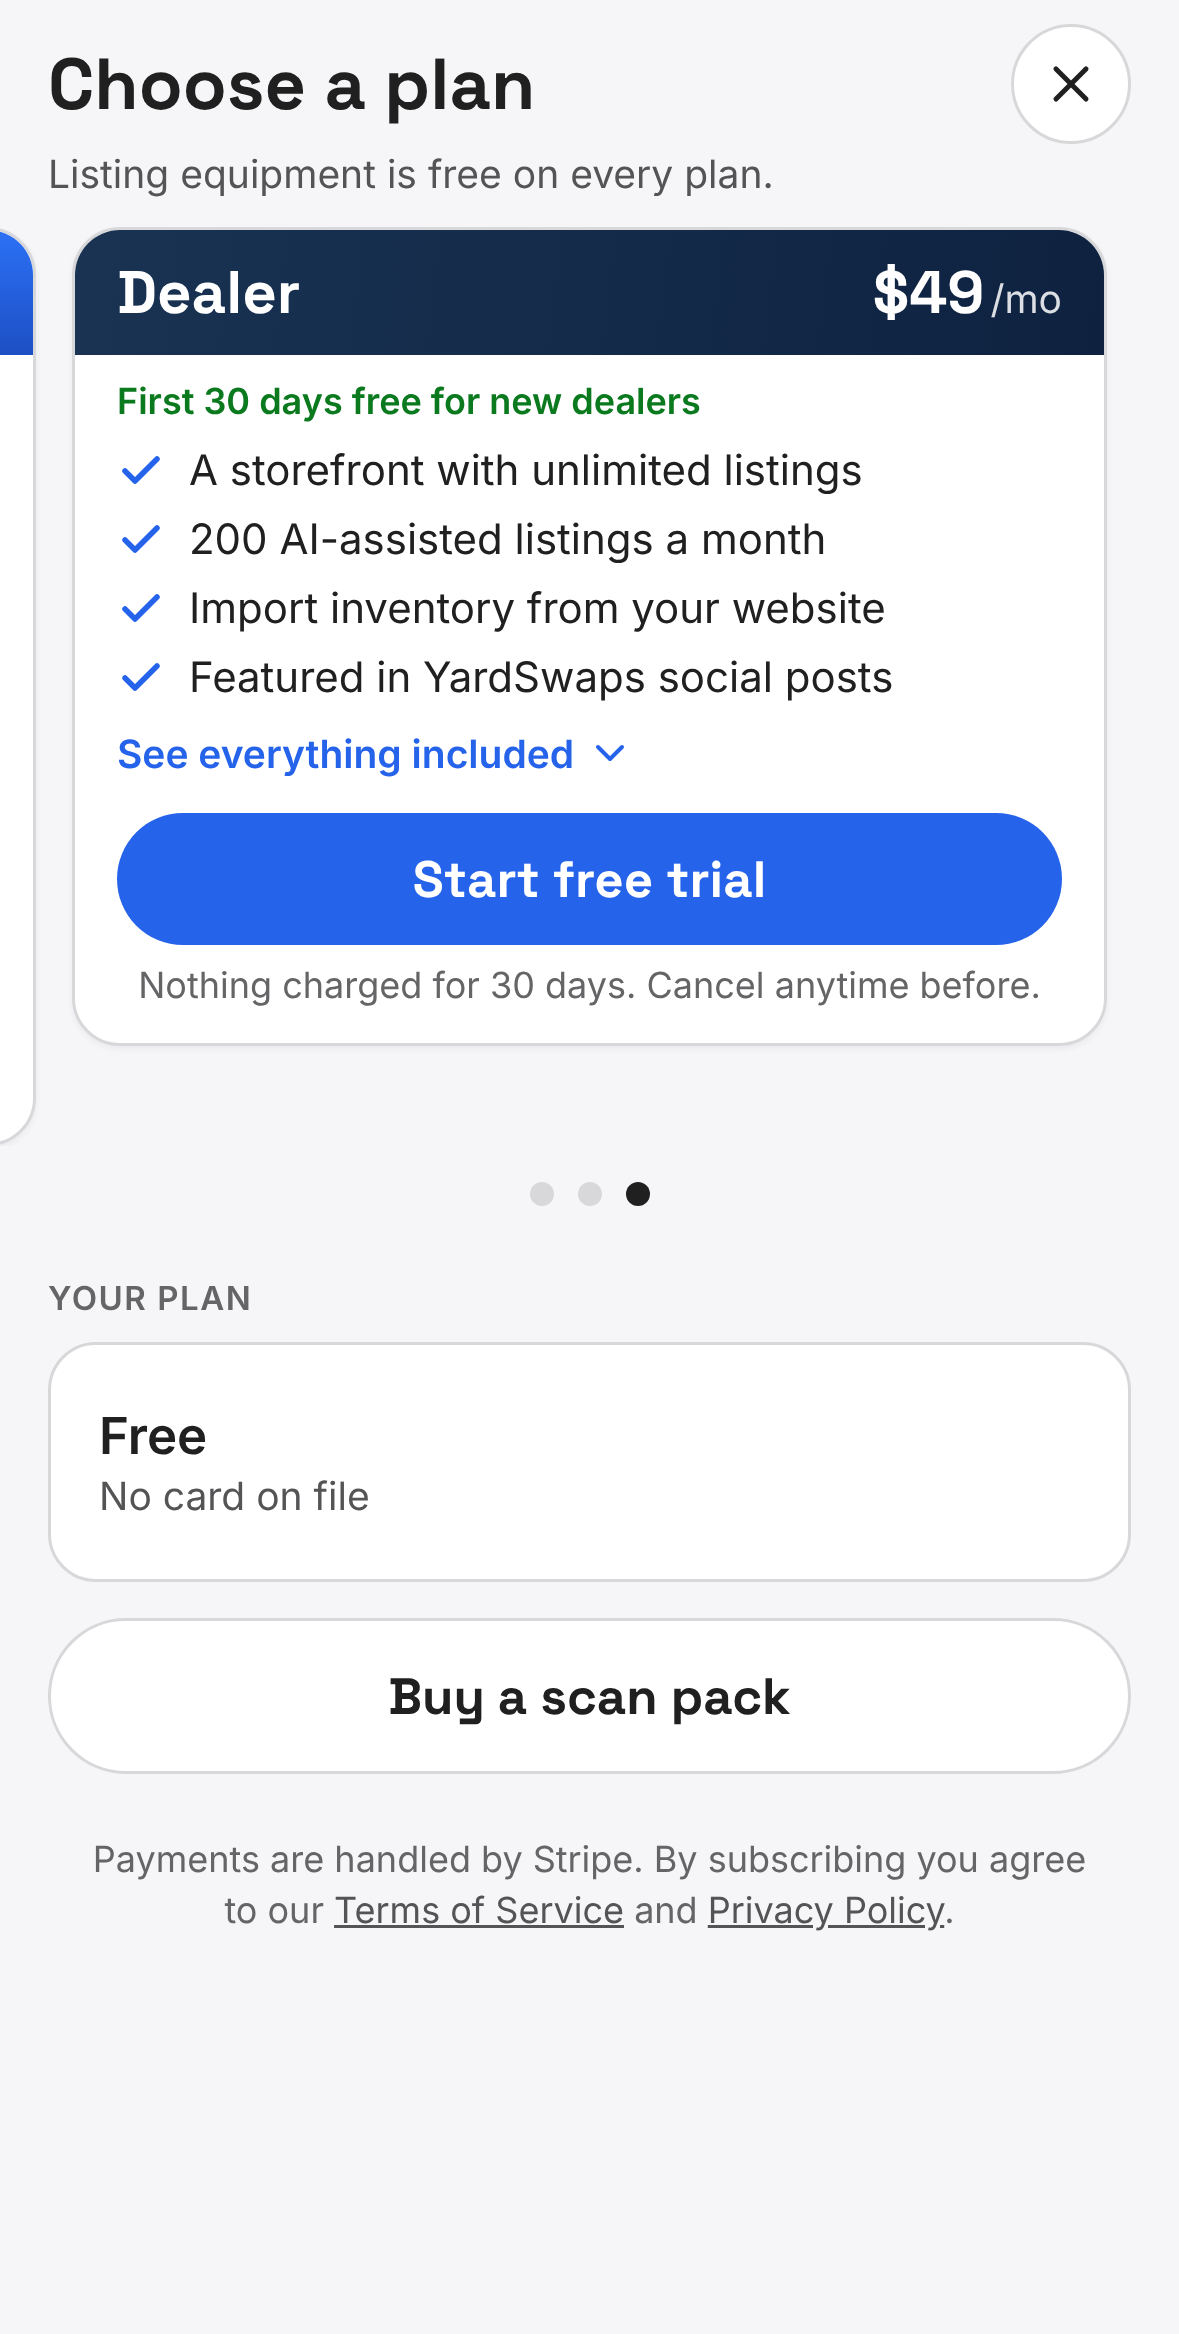 Choose a plan
Listing equipment is free on every plan.
Dealer
$49/mo
First 30 days free for new dealers
A storefront with unlimited listings
200 AI-assisted listings a month
Import inventory from your website
Featured in YardSwaps social posts
See everything included
Start free trial
Nothing charged for 30 days. Cancel anytime before.
YOUR PLAN
Free
No card on file
Buy a scan pack
Payments are handled by Stripe. By subscribing you agree
to our Terms of Service and Privacy Policy.